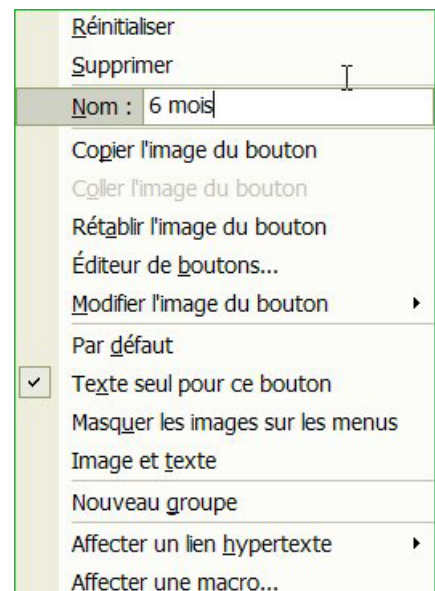 Réinitialiser
Supprimer
Nom : 6 mois
Copier l'image du bouton
Coller l'image du bouton
Rétablir l'image du bouton
Éditeur de boutons...
Modifier l'image du bouton
Par défaut
Texte seul pour ce bouton
Masquer les images sur les menus
Image et texte
Nouveau groupe
Affecter un lien hypertexte
Affecter une macro...